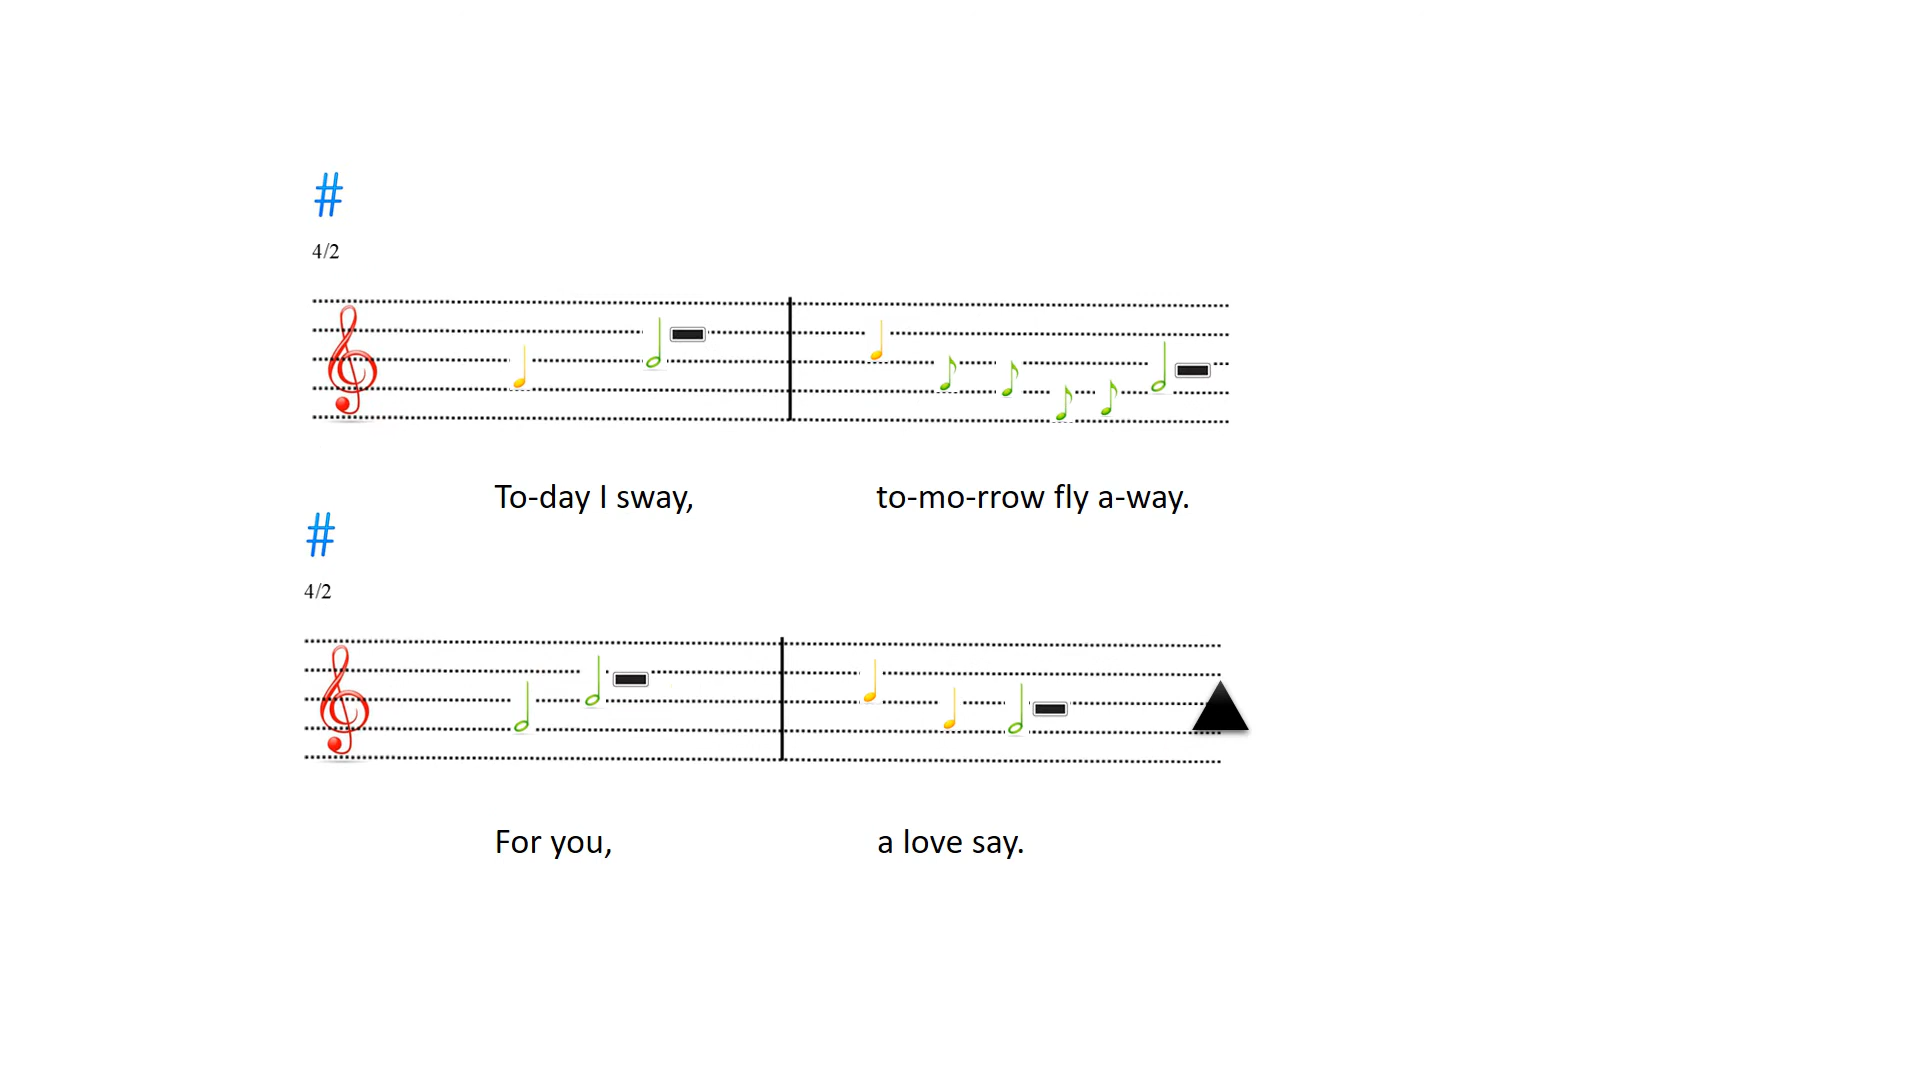 #
4/2
To-day I sway, to-mo-rrow fly a-way.
#
4/2
For you, a love say.